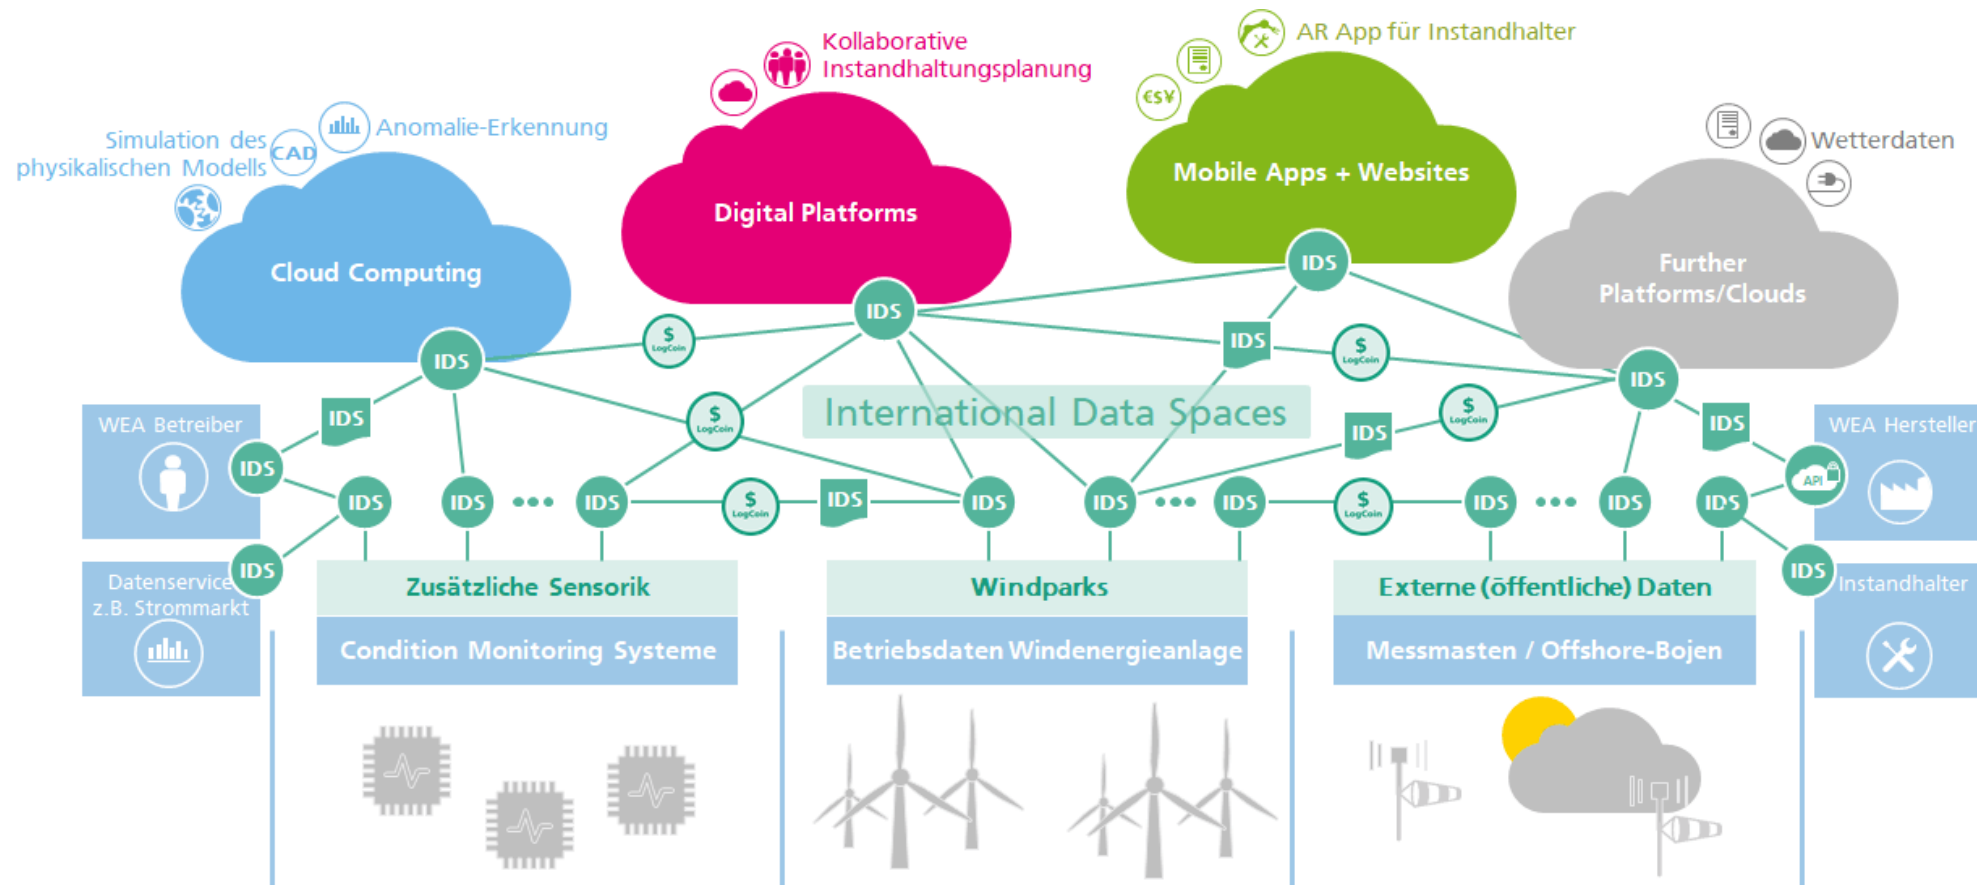 Kollaborative
Instandhaltungsplanung
AR App für Instandhalter
€$¥
Simulation des
physikalischen Modells
CAD
Anomalie-Erkennung
Wetterdaten
Cloud Computing
Digital Platforms
Mobile Apps + Websites
Further
Platforms/Clouds
IDS
IDS
IDS
IDS
$
LogCoin
IDS
$
LogCoin
International Data Spaces
$
LogCoin
$
LogCoin
IDS
IDS
IDS
WEA Betreiber
IDS
WEA Hersteller
API
IDS
IDS
IDS
$
LogCoin
IDS
IDS
IDS
IDS
$
LogCoin
IDS
IDS
IDS
Datenservice
z.B. Strommarkt
IDS
IDS
Instandhalter
Zusätzliche Sensorik
Condition Monitoring Systeme
Windparks
Betriebsdaten Windenergieanlage
Externe (öffentliche) Daten
Messmasten / Offshore-Bojen